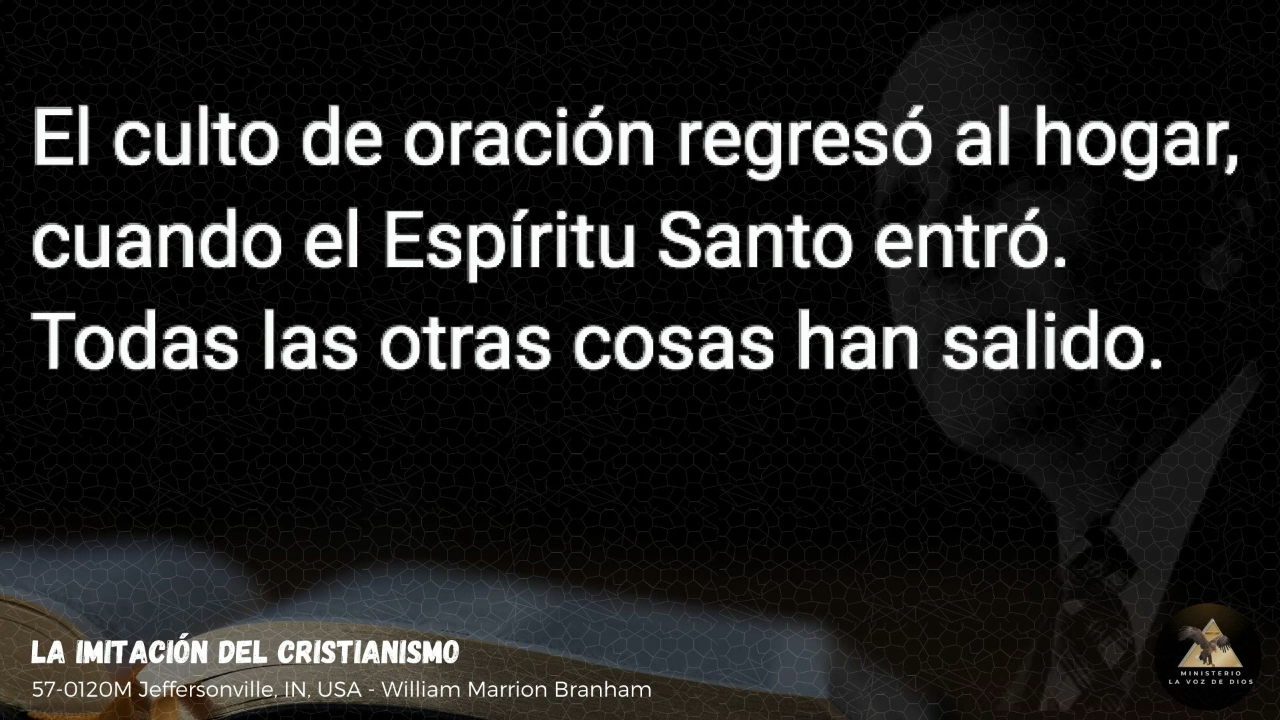 El culto de oración regresó al hogar,
cuando el Espíritu Santo entró.
Todas las otras cosas han salido.
LA IMITACIÓN DEL CRISTIANISMO
57-0120M Jeffersonville, IN, USA - William Marrion Branham
MINISTERIO
LA VOZ DE DIOS